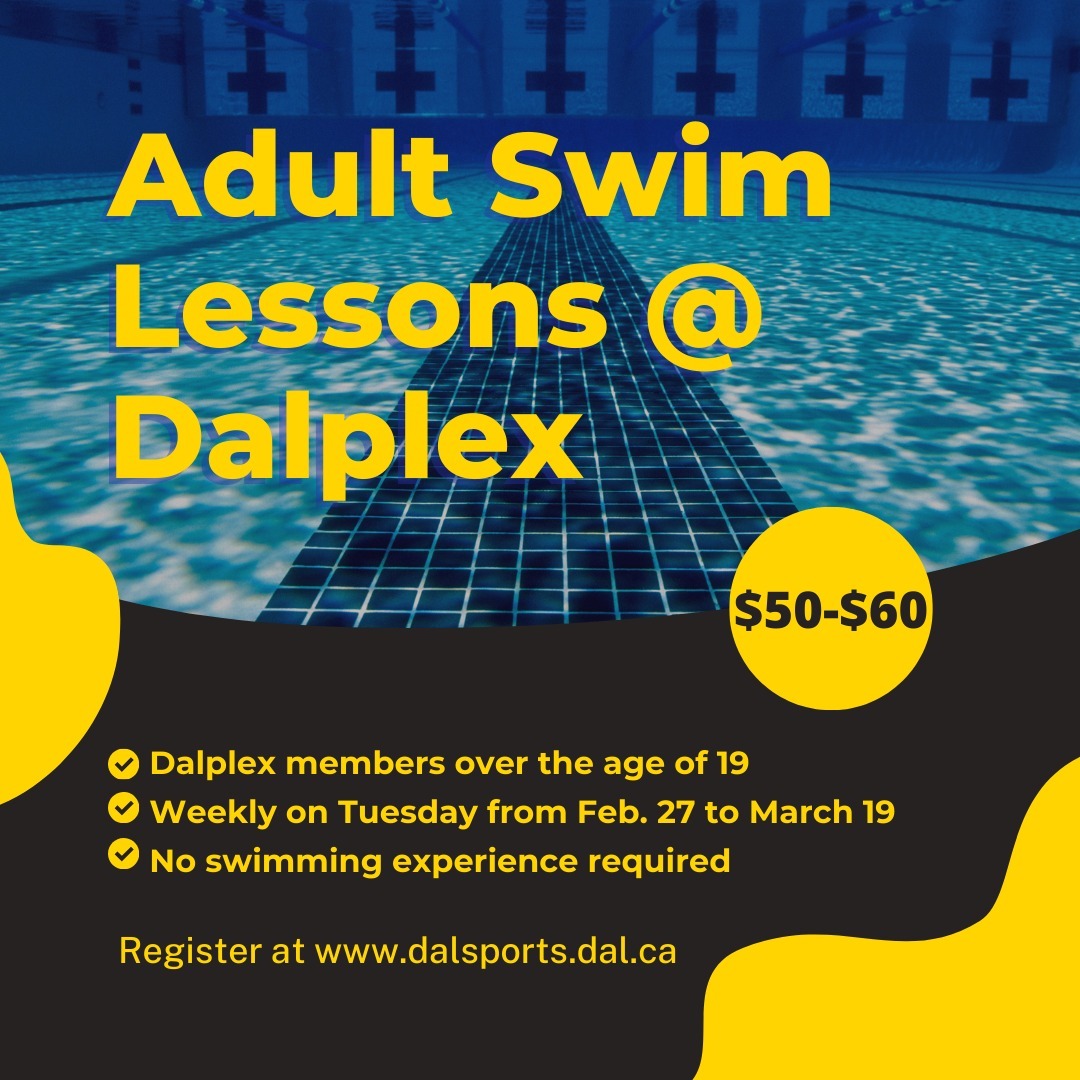 Adult Swim
Lessons @
Dalplex
$50-$60
Dalplex members over the age of 19
Weekly on Tuesday from Feb. 27 to March 19
No swimming experience required
Register at www.dalsports.dal.ca